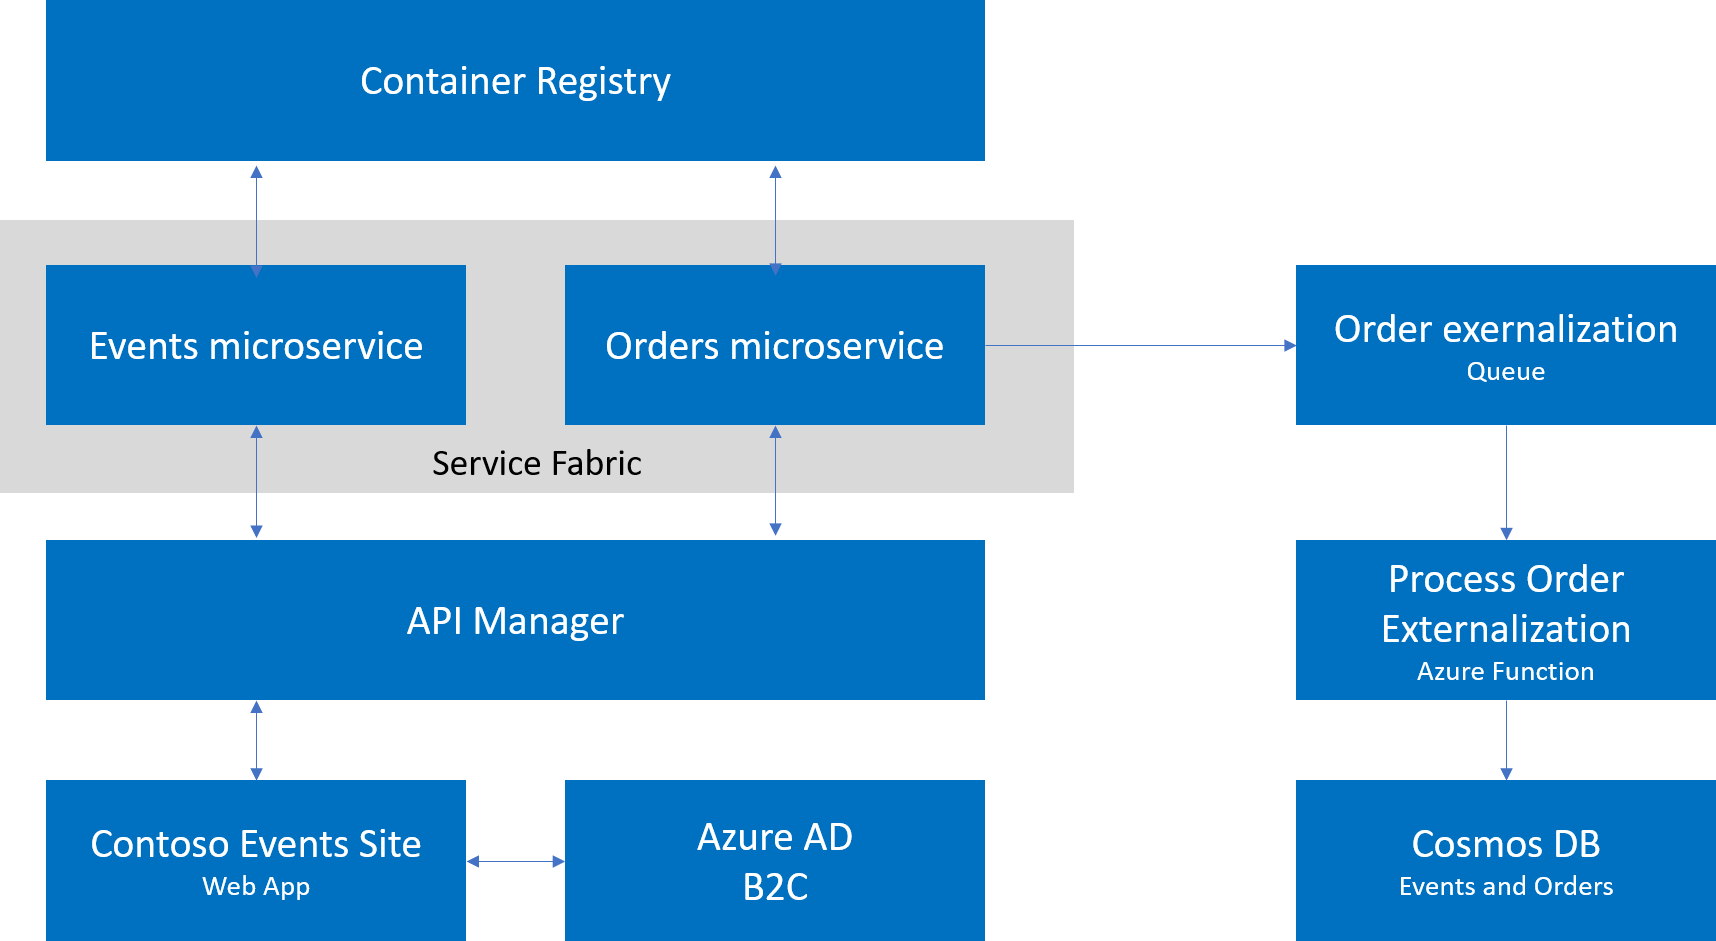 Container Registry
Events microservice
Orders microservice
Order exernalization
Queue
Service Fabric
API Manager
Process Order
Externalization
Azure Function
Contoso Events Site
Web App
Azure AD
B2C
Cosmos DB
Events and Orders